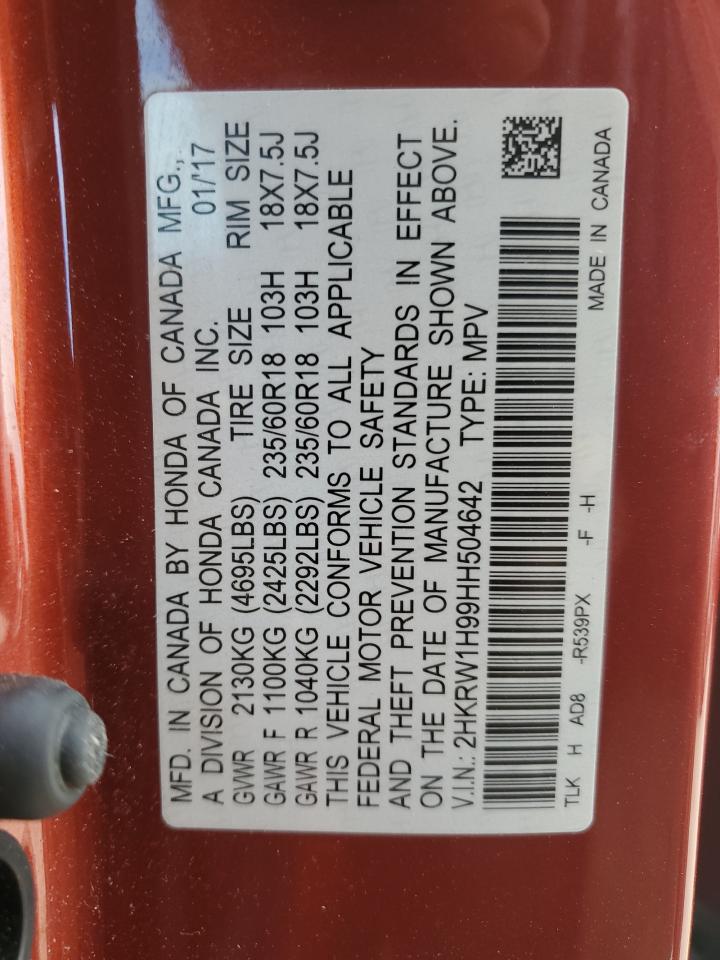 MFD. IN CANADA BY HONDA OF CANADA MFG.,
A DIVISION OF HONDA CANADA INC. 01/'17
GVWR 2130KG (4695LBS) TIRE SIZE RIM SIZE
GAWR F 1100KG (2425LBS) 235/60R18 103H 18X7.5J
GAWR R 1040KG (2292LBS) 235/60R18 103H 18X7.5J
THIS VEHICLE CONFORMS TO ALL APPLICABLE
FEDERAL MOTOR VEHICLE SAFETY
AND THEFT PREVENTION STANDARDS IN EFFECT
ON THE DATE OF MANUFACTURE SHOWN ABOVE.
V.I.N.: 2HKRW1H99HH504642 TYPE: MPV
TLK H AD8 -R539PX -F -H
MADE IN CANADA